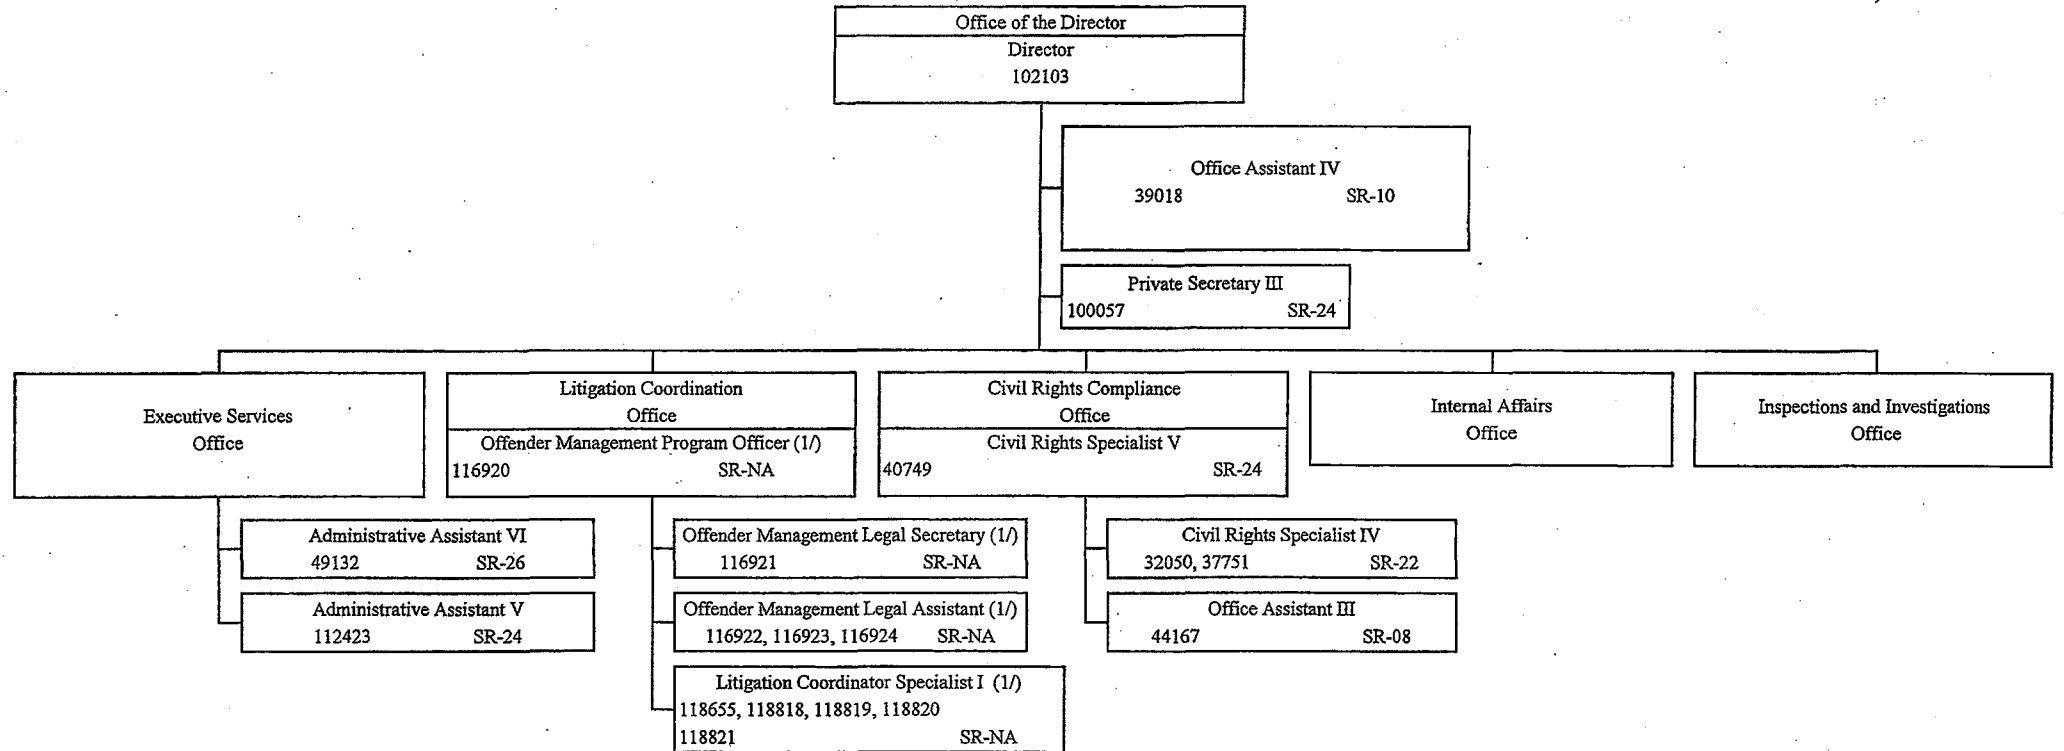 Office of the Director
Director
102103
Office Assistant IV
39018 SR-10
Private Secretary III
100057 SR-24
Executive Services
Office
Administrative Assistant VI
49132 SR-26
Administrative Assistant V
112423 SR-24
Litigation Coordination
Office
Offender Management Program Officer (1/)
116920 SR-NA
Offender Management Legal Secretary (1/)
116921 SR-NA
Offender Management Legal Assistant (1/)
116922, 116923, 116924 SR-NA
Litigation Coordinator Specialist I (1/)
118655, 118818, 118819, 118820
118821 SR-NA
Civil Rights Compliance
Office
Civil Rights Specialist V
40749 SR-24
Civil Rights Specialist IV
32050, 37751 SR-22
Office Assistant III
44167 SR-08
Internal Affairs
Office
Inspections and Investigations
Office